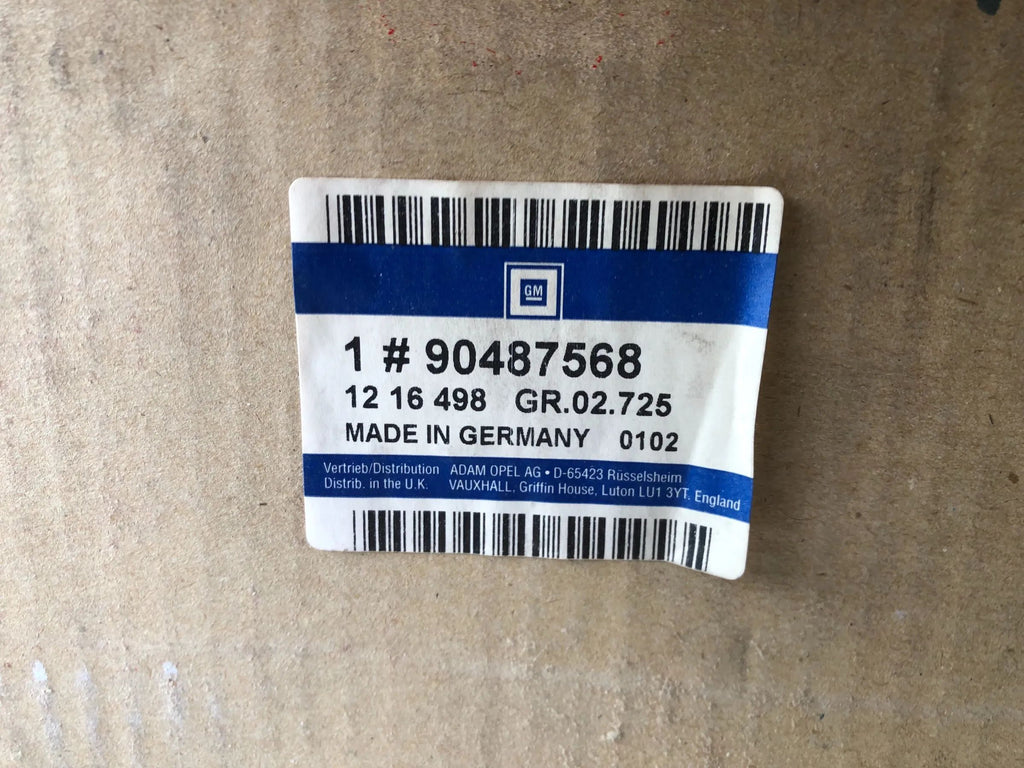 GM
1 # 90487568
12 16 498 GR.02.725
MADE IN GERMANY 0102
Vertrieb/Distribution ADAM OPEL AG • D-65423 Rüsselsheim
Distrib. in the U.K. VAUXHALL, Griffin House, Luton LU1 3YT, England